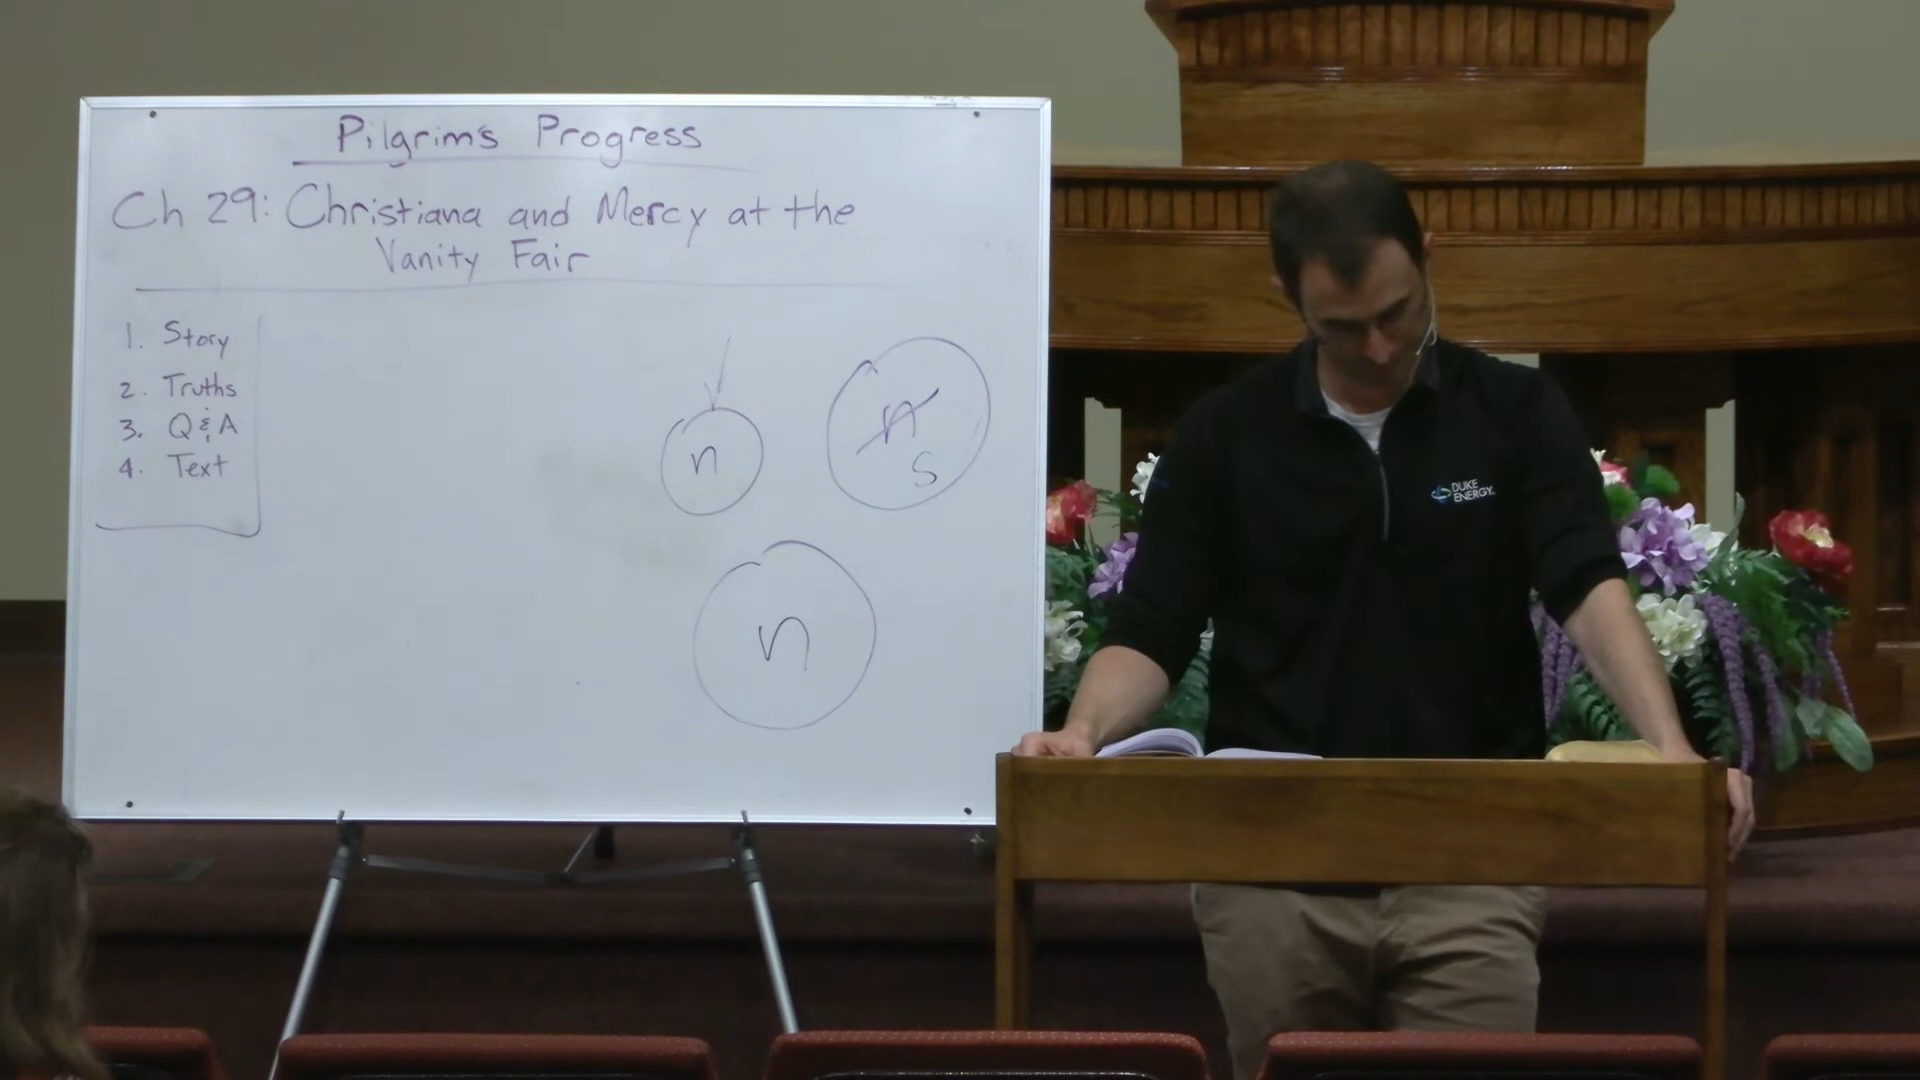 Pilgrim's Progress
Ch 29: Christiana and Mercy at the
Vanity Fair
1. Story
2. Truths
3. Q & A
4. Text
n
n
S
n
DUKE
ENERGY